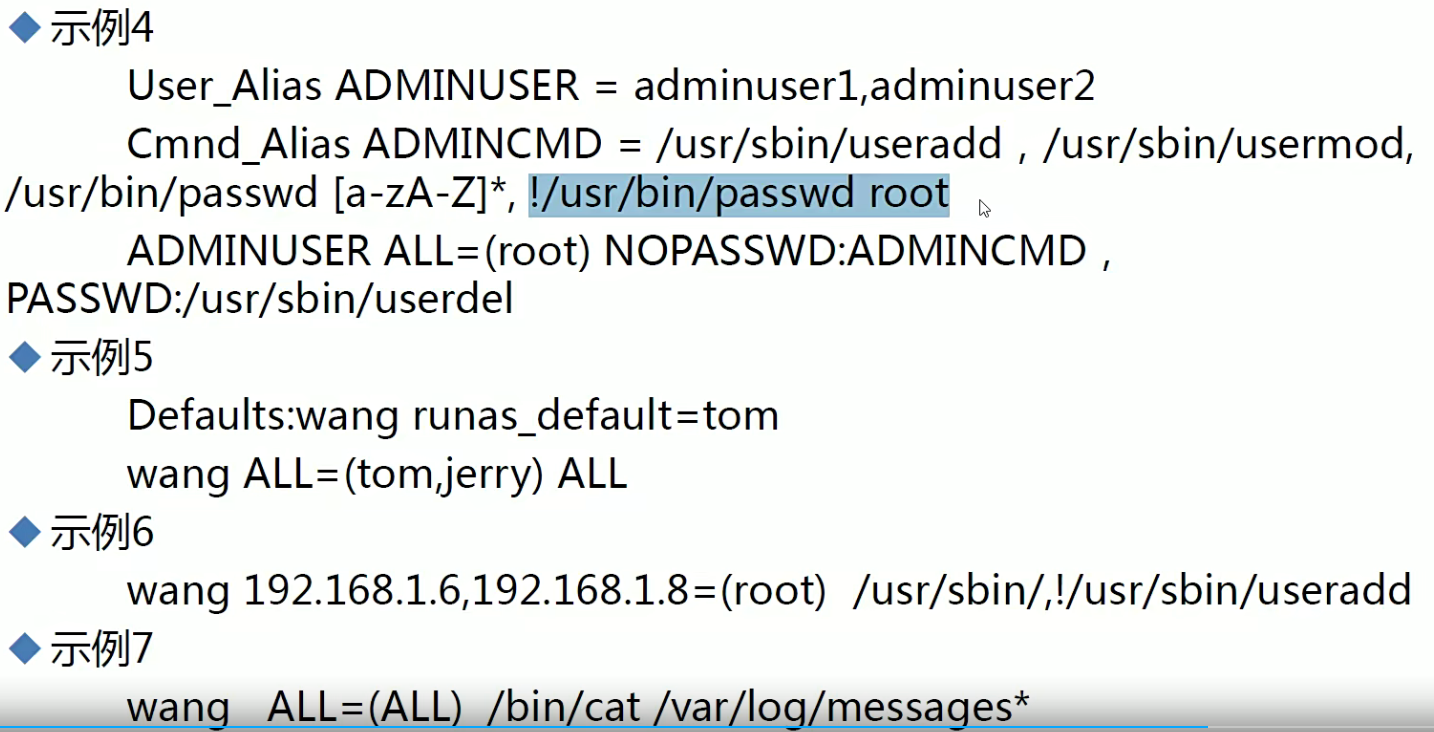 示例4
User_Alias ADMINUSER = adminuser1,adminuser2
Cmnd_Alias ADMINCMD = /usr/sbin/useradd , /usr/sbin/usermod,
/usr/bin/passwd [a-zA-Z]*, !/usr/bin/passwd root
ADMINUSER ALL=(root) NOPASSWD:ADMINCMD ,
PASSWD:/usr/sbin/userdel
示例5
Defaults:wang runas_default=tom
wang ALL=(tom,jerry) ALL
示例6
wang 192.168.1.6,192.168.1.8=(root) /usr/sbin/,!/usr/sbin/useradd
示例7
wang ALL=(ALL) /bin/cat /var/log/messages*